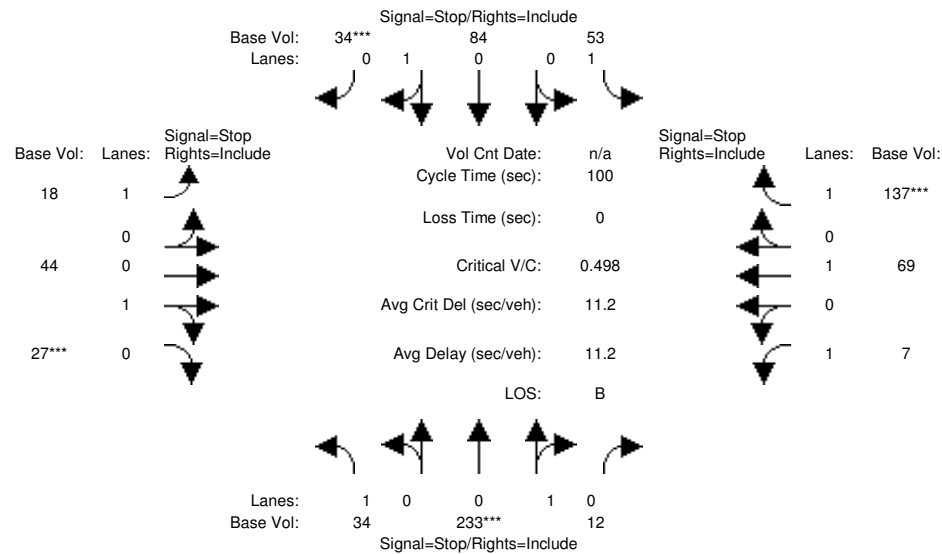 Signal=Stop/Rights=Include
Base Vol: 34*** 84 53
Lanes: 0 1 0 0 1
Signal=Stop
Base Vol: Lanes: Rights=Include
Vol Cnt Date: n/a
Signal=Stop
Rights=Include Lanes: Base Vol:
Cycle Time (sec): 100
18 1
1 137***
Loss Time (sec): 0
0
0
44 0
Critical V/C: 0.498
1 69
1
Avg Crit Del (sec/veh): 11.2
0
27*** 0
Avg Delay (sec/veh): 11.2
1 7
LOS: B
Lanes: 1 0 0 1 0
Base Vol: 34 233*** 12
Signal=Stop/Rights=Include